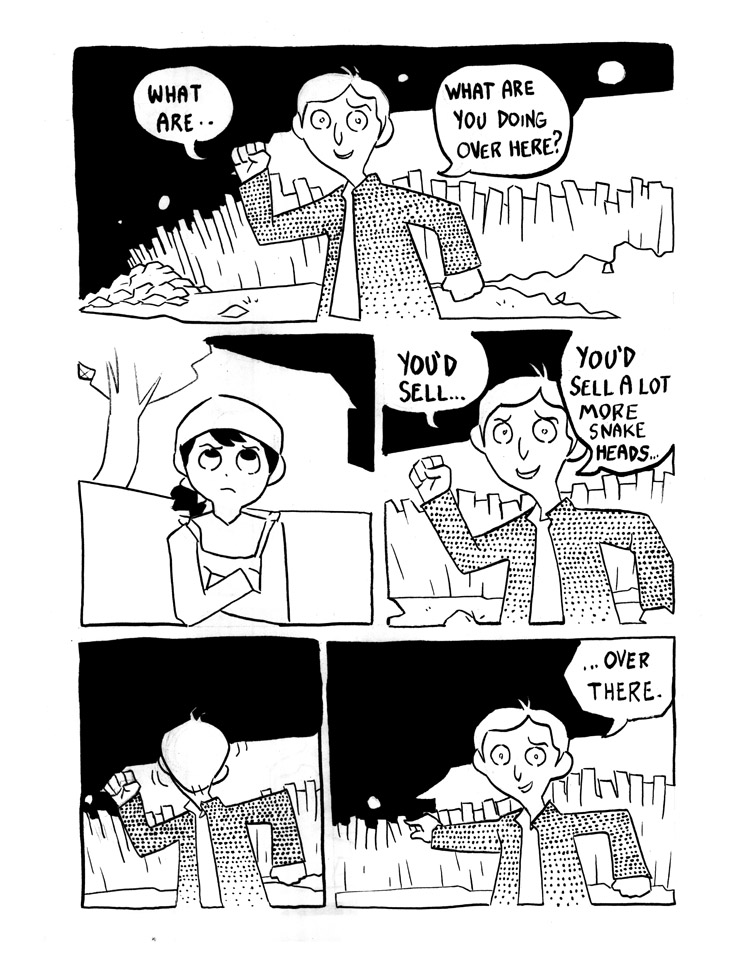 WHAT
ARE..
WHAT ARE
YOU DOING
OVER HERE?
YOU'D
SELL...
YOU'D
SELL A LOT
MORE
SNAKE
HEADS...
...OVER
THERE.